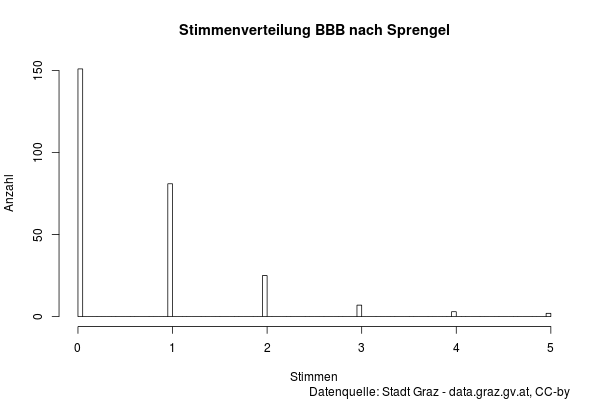 Stimmenverteilung BBB nach Sprengel
Anzahl
150
100
50
0
0 1 2 3 4 5
Stimmen
Datenquelle: Stadt Graz - data.graz.gv.at, CC-by